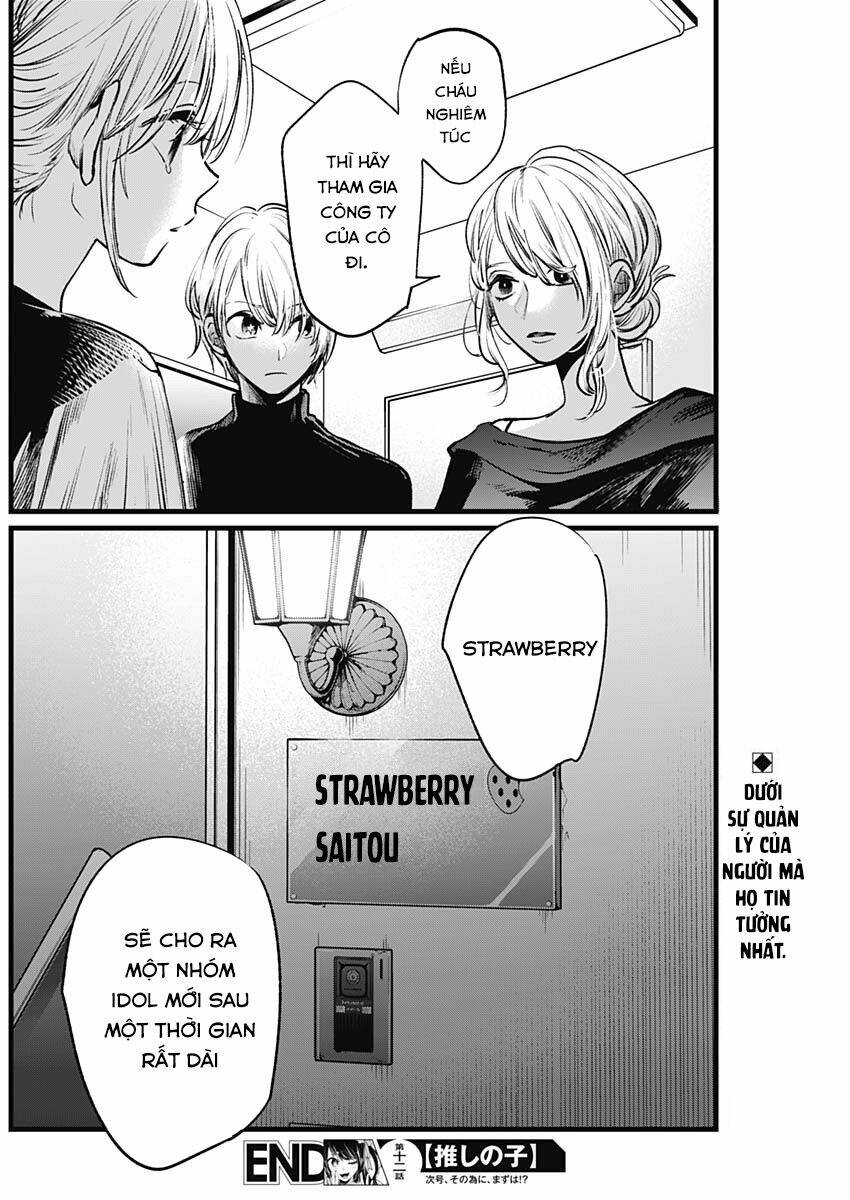 NẾU
CHÁU
NGHIÊM
TÚC
THÌ HÃY
THAM GIA
CÔNG TY
CỦA CÔ
ĐI.
STRAWBERRY
STRAWBERRY
SAITOU
DƯỚI
SỰ QUẢN
LÝ CỦA
NGƯỜI MÀ
HỌ TIN
TƯỞNG
NHẤT.
SẼ CHO RA
MỘT NHÓM
IDOL MỚI SAU
MỘT THỜI GIAN
RẤT DÀI
END
第十二話
【推しの子】
次号、その為に、まずは!?